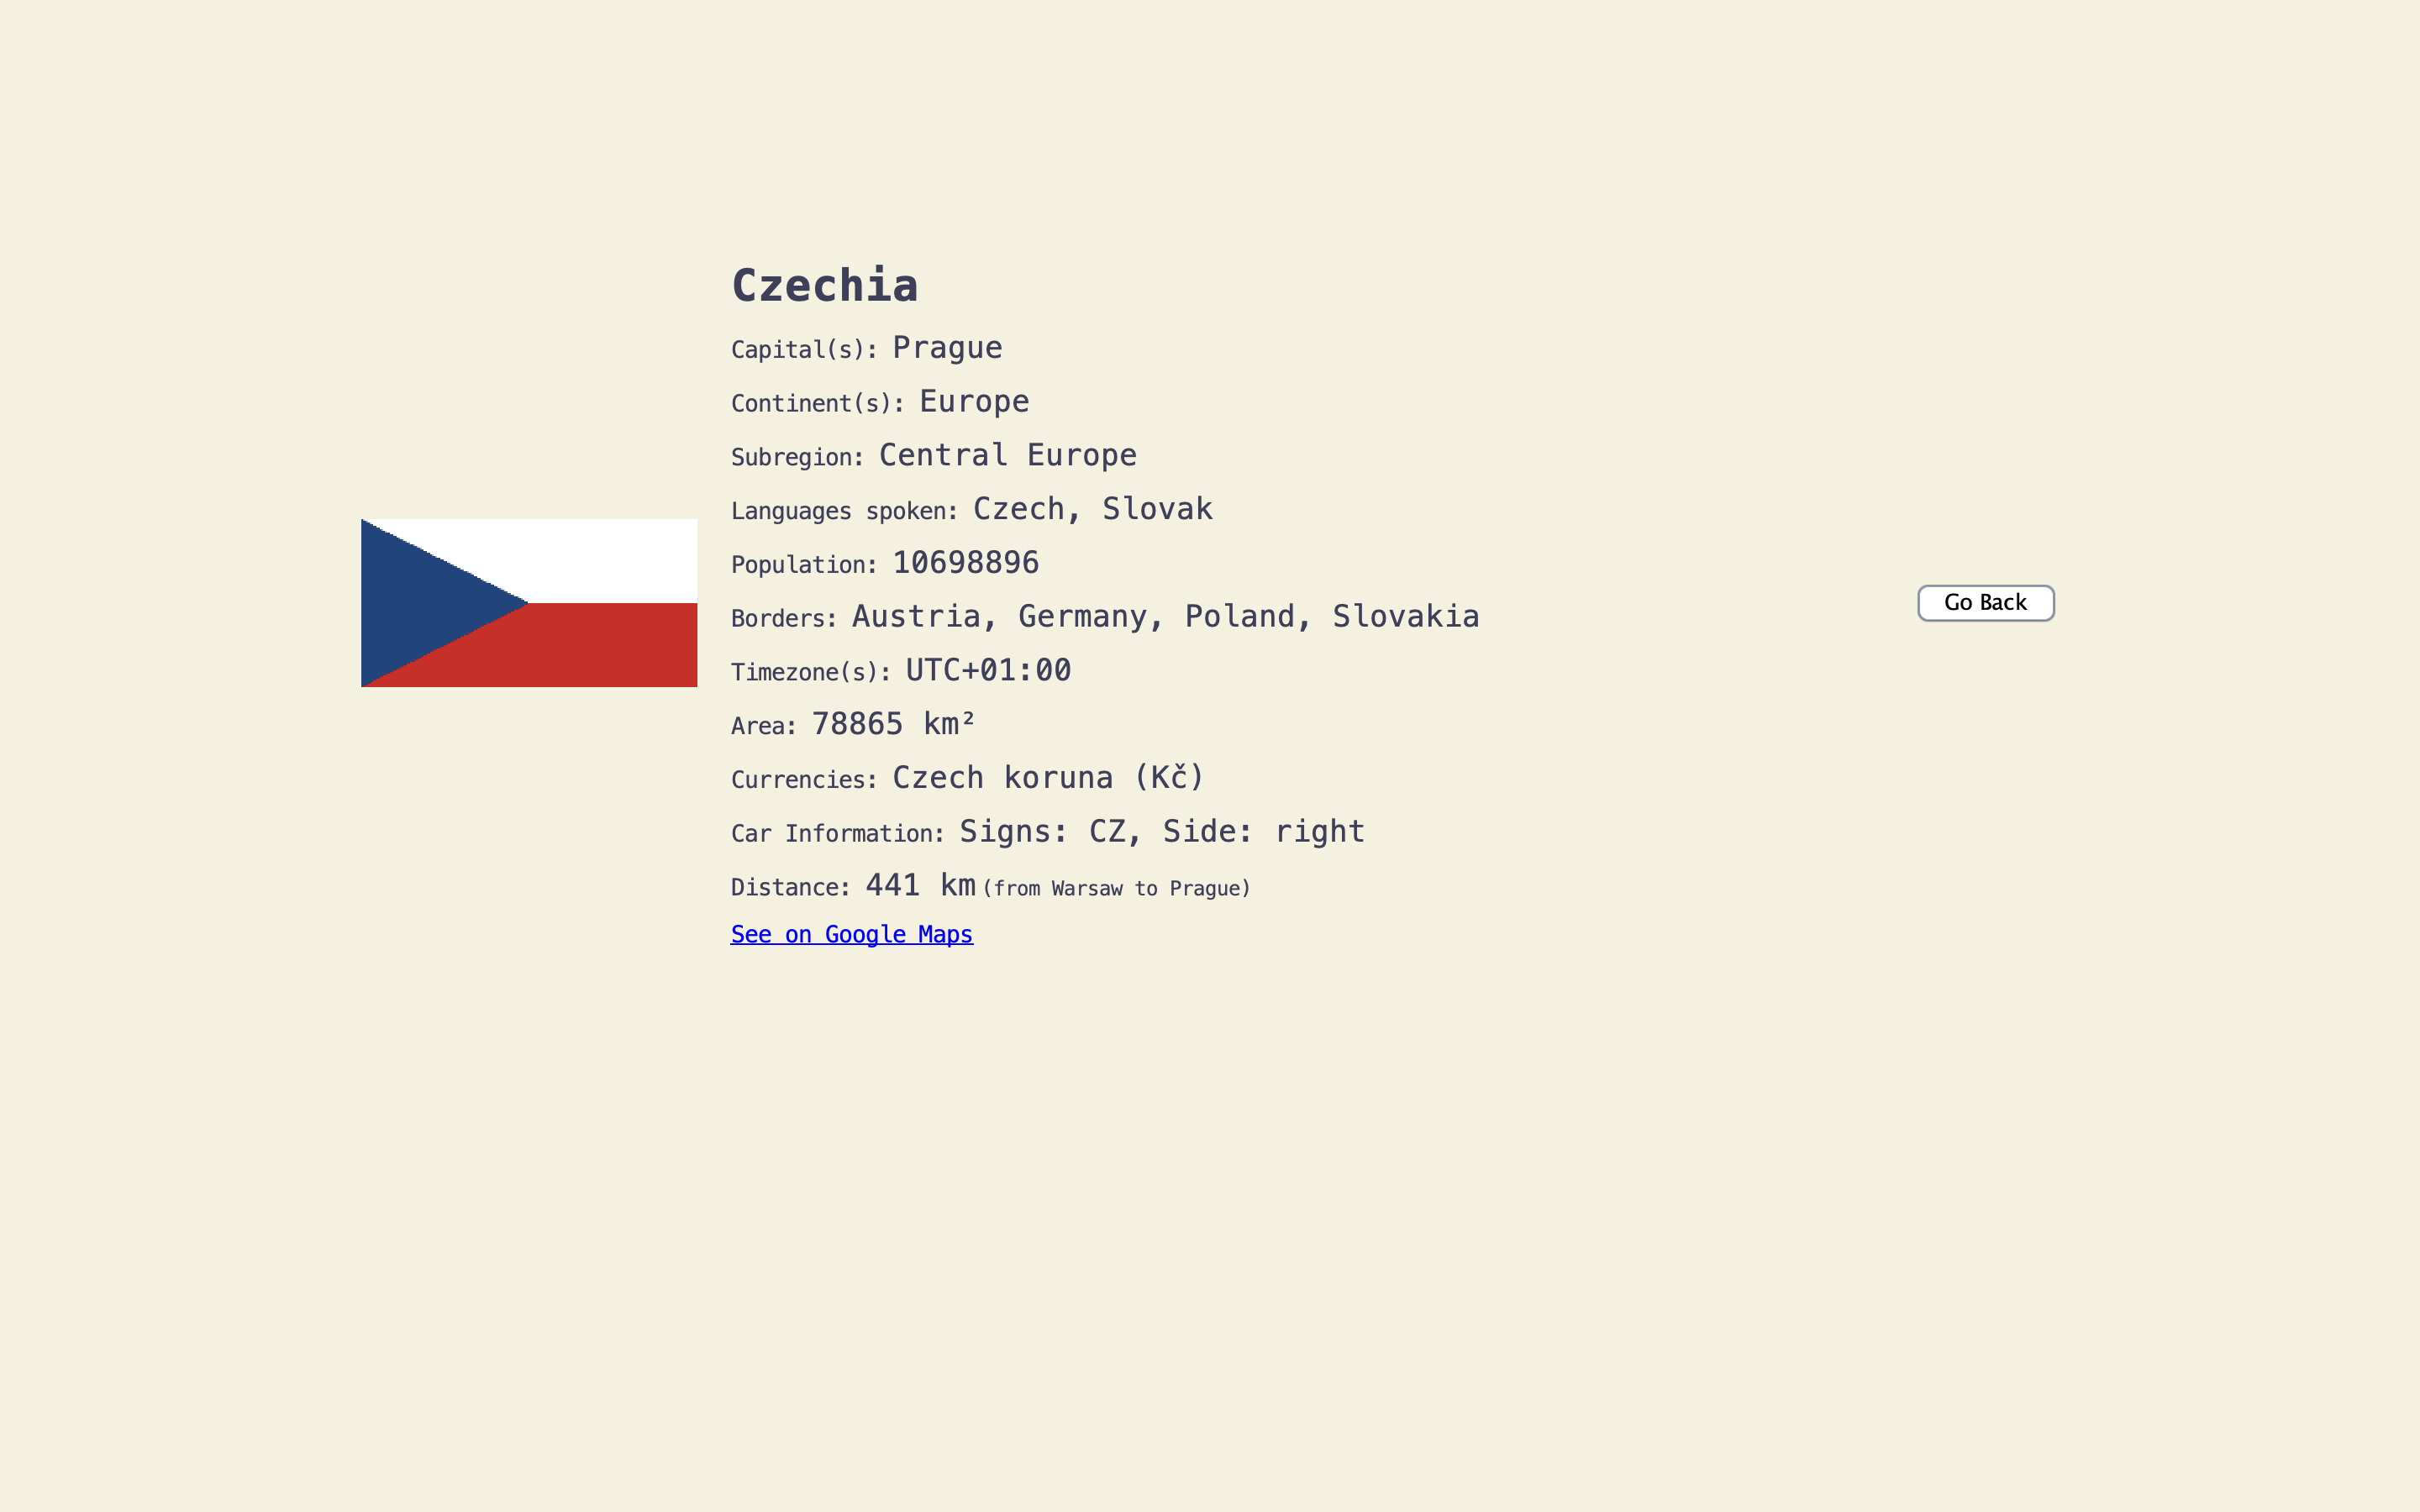 Czechia
Capital(s): Prague
Continent(s): Europe
Subregion: Central Europe
Languages spoken: Czech, Slovak
Population: 10698896
Borders: Austria, Germany, Poland, Slovakia
Timezone(s): UTC+01:00
Area: 78865 km²
Currencies: Czech koruna (Kč)
Car Information: Signs: CZ, Side: right
Distance: 441 km (from Warsaw to Prague)
See on Google Maps
Go Back